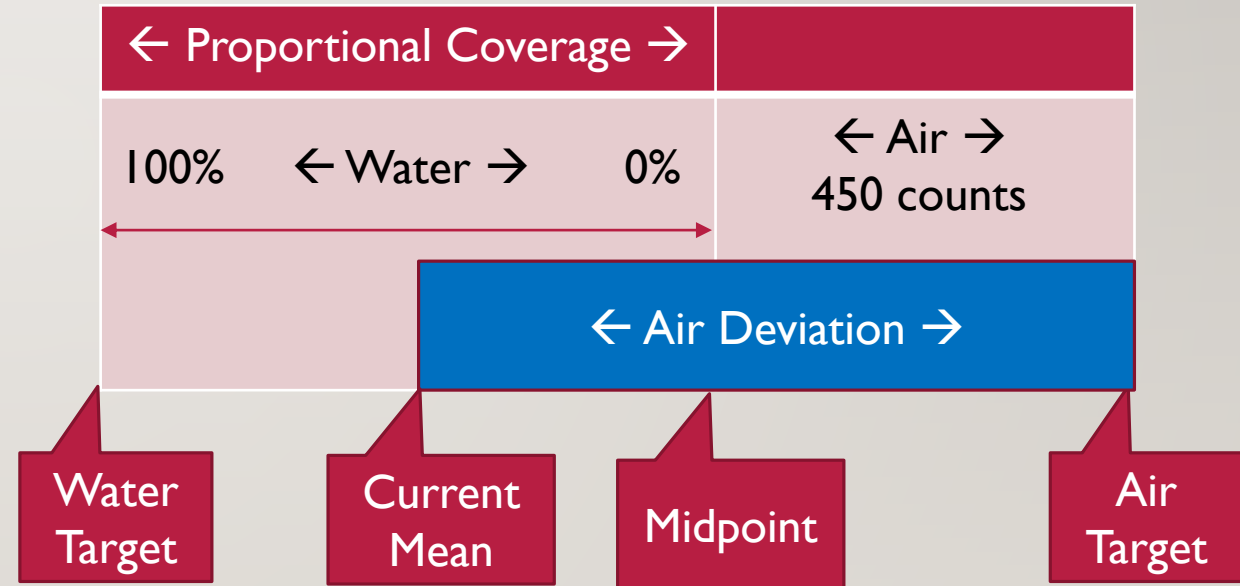 ← Proportional Coverage →
100% ← Water → 0%
← Air →
450 counts
← Air Deviation →
Water
Target
Current
Mean
Midpoint
Air
Target